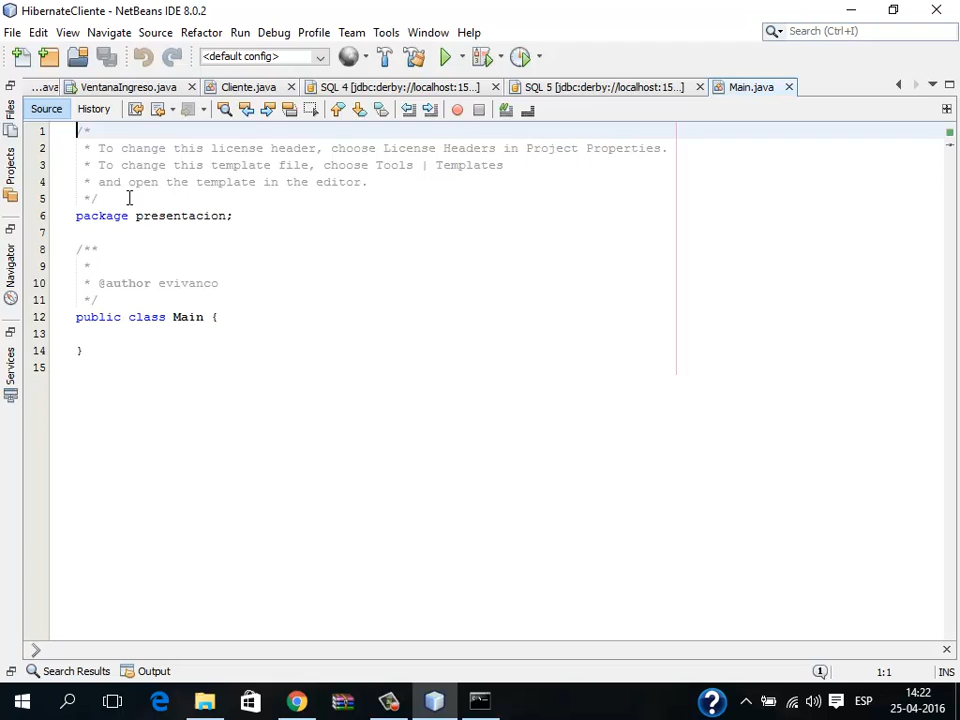 HibernateCliente - NetBeans IDE 8.0.2
File Edit View Navigate Source Refactor Run Debug Profile Team Tools Window Help
Search (Ctrl+I)
<default config>
...ava VentanaIngreso.java Cliente.java SQL 4 [jdbc:derby://localhost:15...] SQL 5 [jdbc:derby://localhost:15...] Main.java
Source History
Files
Projects
Navigator
Services
1 /*
2 * To change this license header, choose License Headers in Project Properties.
3 * To change this template file, choose Tools | Templates
4 * and open the template in the editor.
5 */
6 package presentacion;
7
8 /**
9 *
10 * @author evivanco
11 */
12 public class Main {
13
14 }
15
Search Results Output
1 1:1 INS
ESP
14:22
25-04-2016